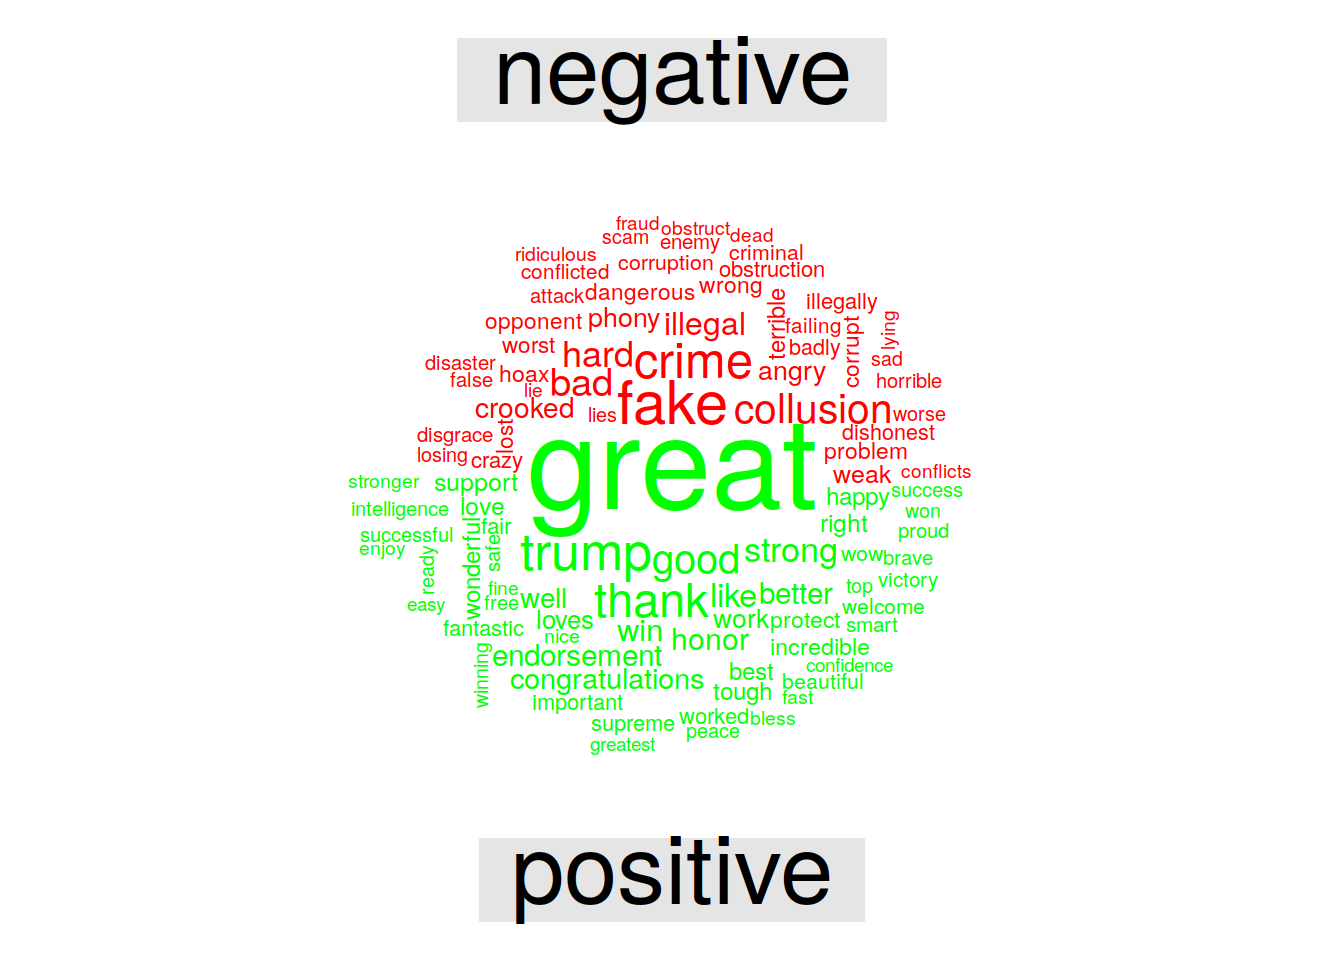 negative
fraud obstruct dead
scam enemy
ridiculous criminal
conflicted corruption obstruction
attack dangerous wrong illegally
opponent phony illegal terrible failing lying
worst hard crime badly corrupt sad
disaster hoax angry
false lie bad fake horrible
crooked lies collusion worse
disgrace lost dishonest
losing crazy problem
great
weak conflicts
stronger support happy success
intelligence love won
successful fair right proud
enjoy wonderful safe trump good strong wow brave
ready fine top victory
easy free well thank like better welcome
fantastic loves work protect smart
nice win honor incredible
winning endorsement confidence
congratulations best beautiful
important tough fast
supreme worked bless
peace
greatest
positive